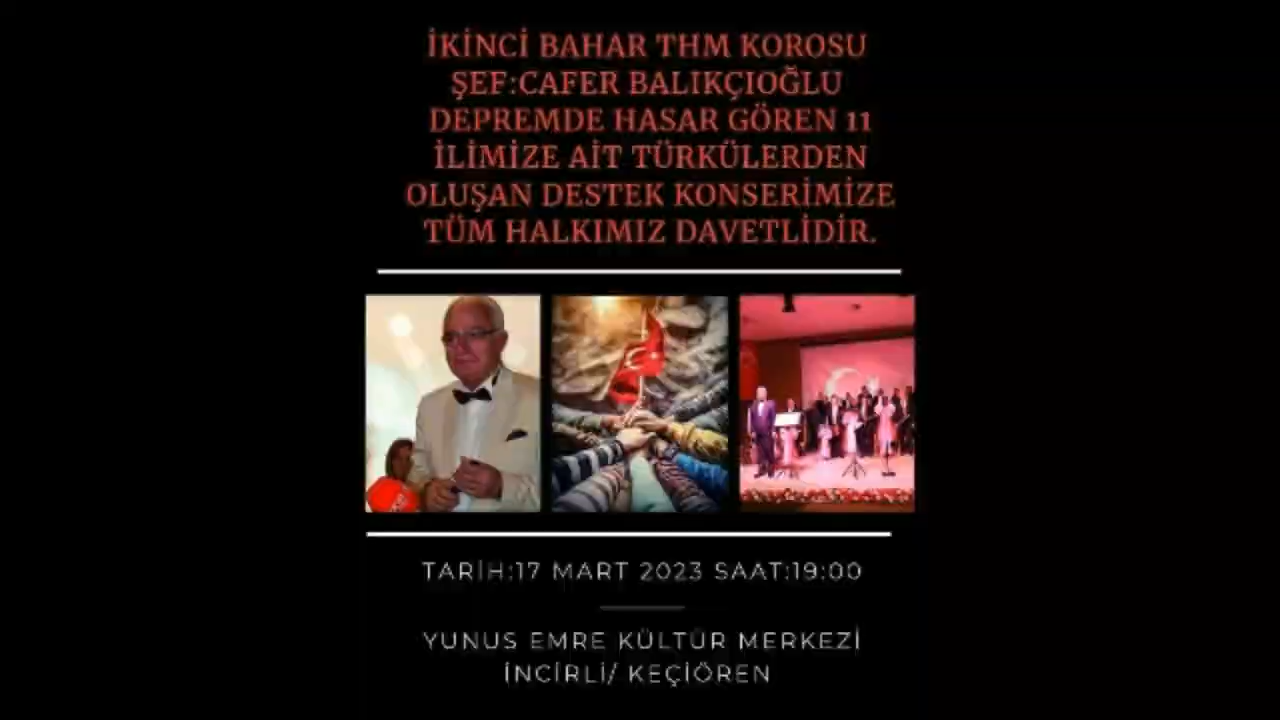 İKİNCİ BAHAR THM KOROSU
ŞEF:CAFER BALIKÇIOĞLU
DEPREMDE HASAR GÖREN 11
İLİMİZE AİT TÜRKÜLERDEN
OLUŞAN DESTEK KONSERİMİZE
TÜM HALKIMIZ DAVETLİDİR.
TARİH:17 MART 2023 SAAT:19:00
YUNUS EMRE KÜLTÜR MERKEZİ
İNCİRLİ/ KEÇİÖREN